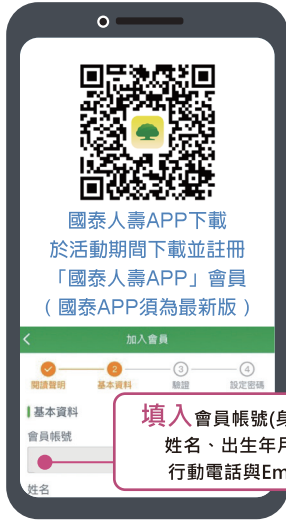 國泰人壽APP下載
於活動期間下載並註冊
「國泰人壽APP」會員
（國泰APP須為最新版）
加入會員
2
3
4
閱讀聲明
基本資料
驗證
設定密碼
基本資料
會員帳號
填入會員帳號(身
姓名、出生年月
行動電話與Em
姓名